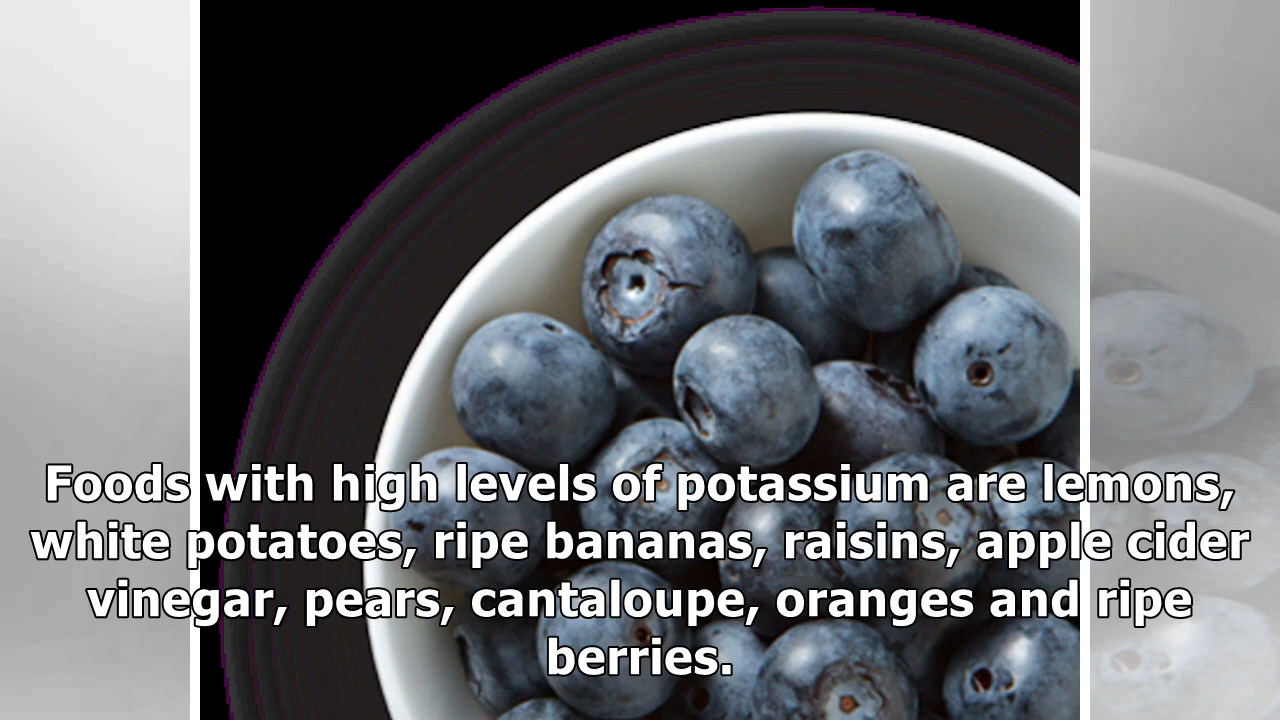 Foods with high levels of potassium are lemons,
white potatoes, ripe bananas, raisins, apple cider
vinegar, pears, cantaloupe, oranges and ripe
berries.